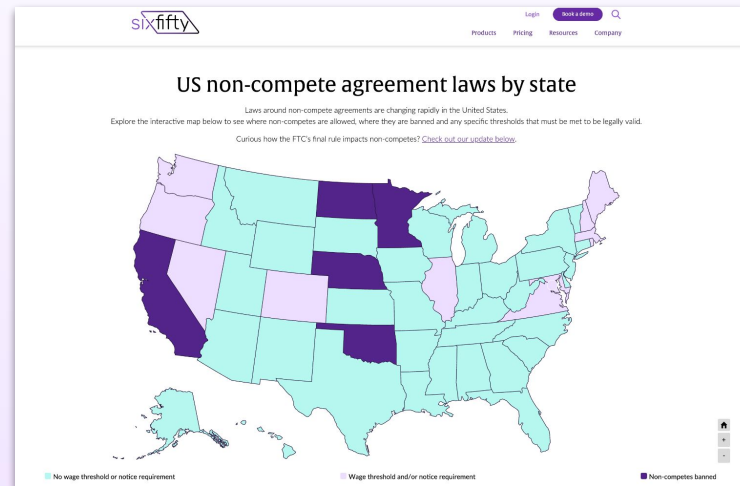 sixfifty
Login
Book a demo
Products
Pricing
Resources
Company
US non-compete agreement laws by state
Laws around non-compete agreements are changing rapidly in the United States.
Explore the interactive map below to see where non-competes are allowed, where they are banned and any specific thresholds that must be met to be legally valid.
Curious how the FTC's final rule impacts non-competes? Check out our update below.
+
-
No wage threshold or notice requirement
Wage threshold and/or notice requirement
Non-competes banned